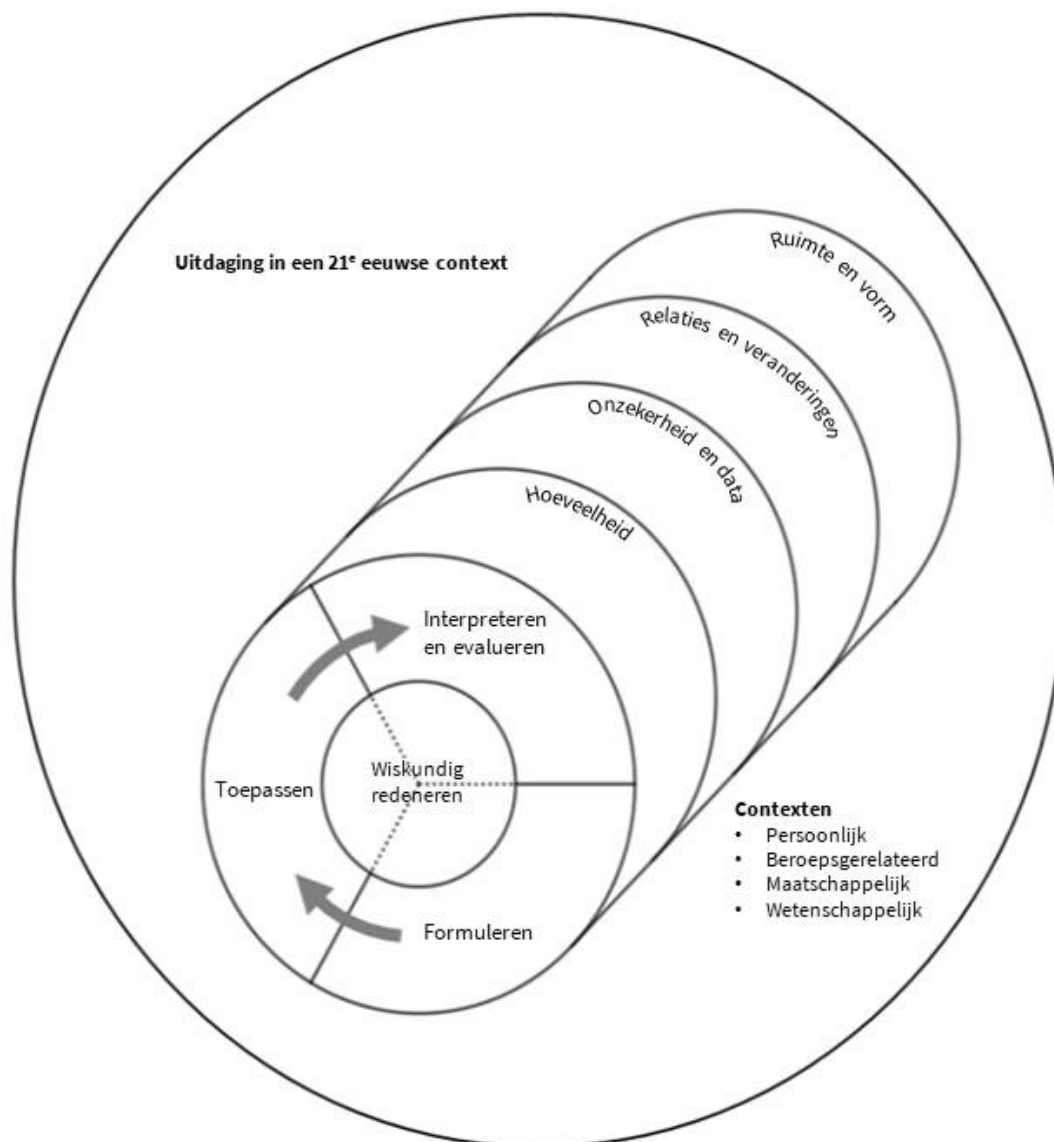 Uitdaging in een 21e eeuwse context
Ruimte en vorm
Relaties en veranderingen
Onzekerheid en data
Hoeveelheid
Interpreteren
en evalueren
Toepassen
Wiskundig
redeneren
Formuleren
Contexten
• Persoonlijk
• Beroepsgerelateerd
• Maatschappelijk
• Wetenschappelijk